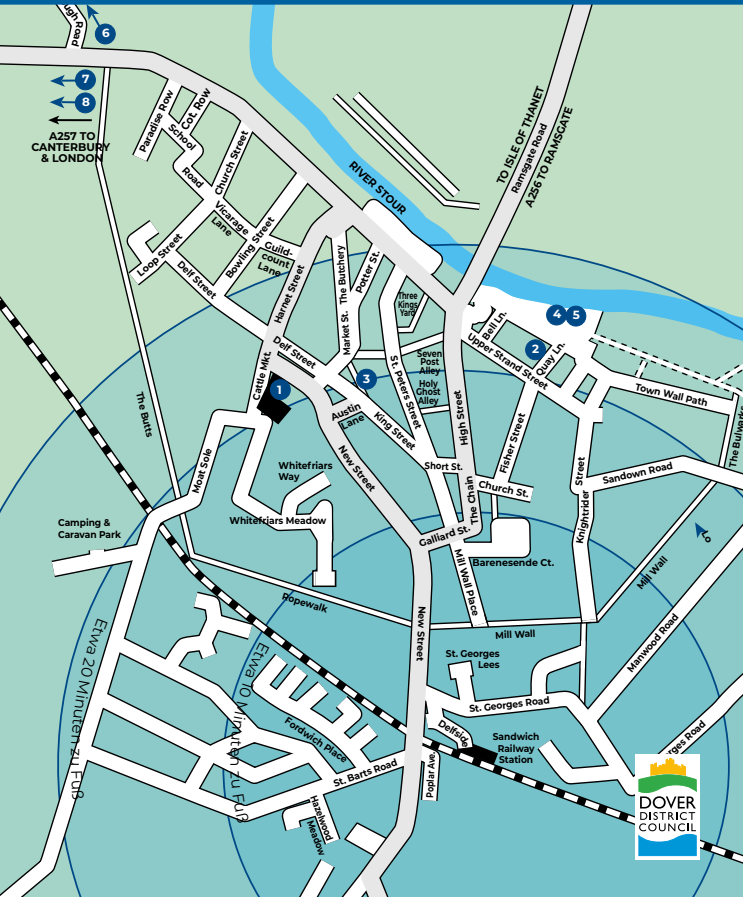 ugh Road
6
7
8
A257 TO
CANTERBURY
& LONDON
Paradise Row
School
Road
Cot. Row
Church Street
Vicarage
Lane
Loop Street
Bowling Street
Guild-
count
Lane
Delf Street
Harnet Street
The Butchery
Market St.
Potter St.
RIVER STOUR
TO ISLE OF THANET
Ramsgate Road
A256 TO RAMSGATE
Three
Kings
Yard
Bell Ln.
4
5
2
Quay Ln.
Upper Strand Street
Town Wall Path
The Bulwarks
Delf Street
Cattle Mkt.
1
3
Seven
Post
Alley
Holy
Ghost
Alley
St. Peters Street
High Street
Austin
Lane
King Street
New Street
Fisher Street
Short St.
Church St.
The Chain
Galliard St.
Knightrider Street
Sandown Road
The Butts
Moat Sole
Whitefriars
Way
Whitefriars Meadow
Camping &
Caravan Park
Barenesende Ct.
Mill Wall Place
Mill Wall
Mill Wall
Ropewalk
New Street
Manwood Road
St. Georges
Lees
St. Georges Road
Delfside
Sandwich
Railway
Station
rges Road
Etwa 20 Minuten zu Fuß
Etwa 10 Minuten zu Fuß
Fordwich Place
St. Barts Road
Poplar Ave.
Hazelwood
Meadow
DOVER
DISTRICT
COUNCIL